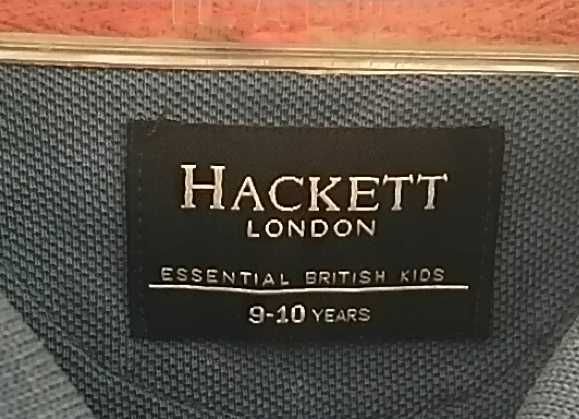 HACKETT
LONDON
ESSENTIAL BRITISH KIDS
9-10 YEARS